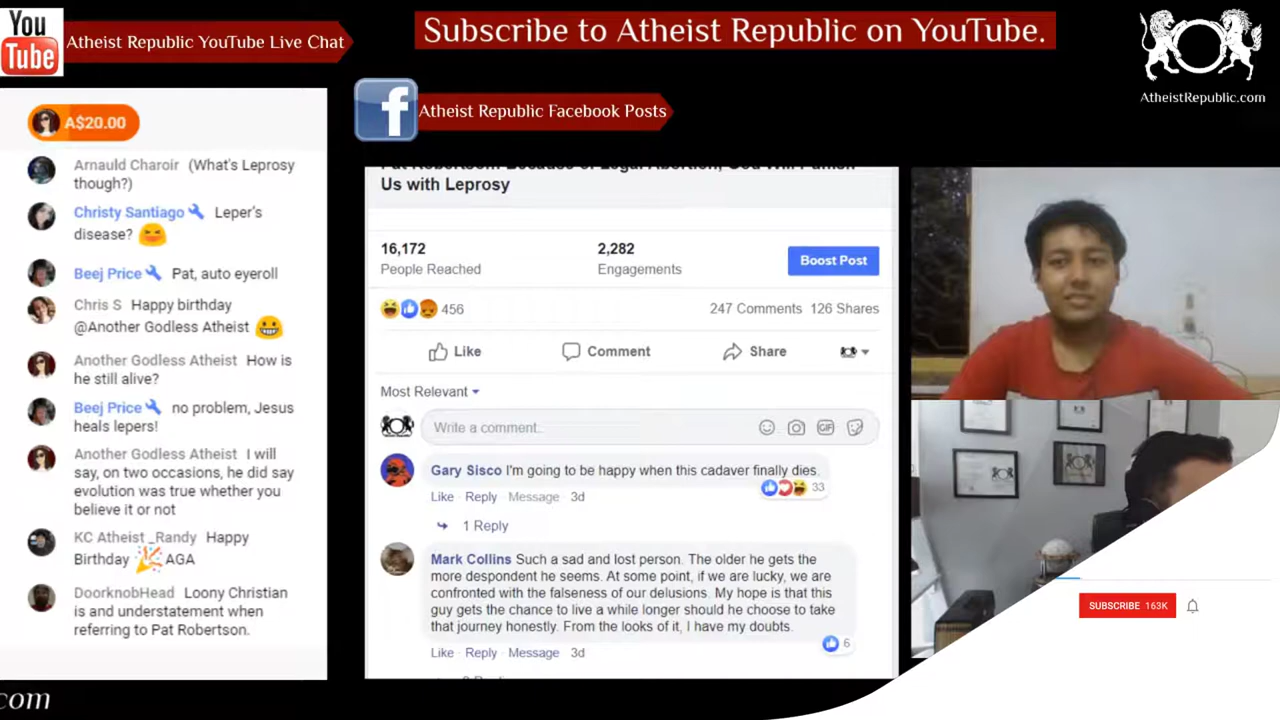 You
Tube
Atheist Republic YouTube Live Chat
Subscribe to Atheist Republic on YouTube.
AtheistRepublic.com
Atheist Republic Facebook Posts
A$20.00
Arnauld Charoir (What's Leprosy
though?)
Christy Santiago Leper's
disease?
Beej Price Pat, auto eyeroll
Chris S Happy birthday
@Another Godless Atheist
Another Godless Atheist How is
he still alive?
Beej Price no problem, Jesus
heals lepers!
Another Godless Atheist I will
say, on two occasions, he did say
evolution was true whether you
believe it or not
KC Atheist _Randy Happy
Birthday AGA
DoorknobHead Loony Christian
is and understatement when
referring to Pat Robertson.
com
Pat Robertson: Because of Legal Abortion, God Will Punish
Us with Leprosy
16,172
People Reached
2,282
Engagements
Boost Post
456
247 Comments 126 Shares
Like
Comment
Share
Most Relevant
Write a comment..
GIF
Gary Sisco I'm going to be happy when this cadaver finally dies.
33
Like · Reply · Message · 3d
1 Reply
Mark Collins Such a sad and lost person. The older he gets the
more despondent he seems. At some point, if we are lucky, we are
confronted with the falseness of our delusions. My hope is that this
guy gets the chance to live a while longer should he choose to take
that journey honestly. From the looks of it, I have my doubts.
6
Like · Reply · Message · 3d
SUBSCRIBE 163K